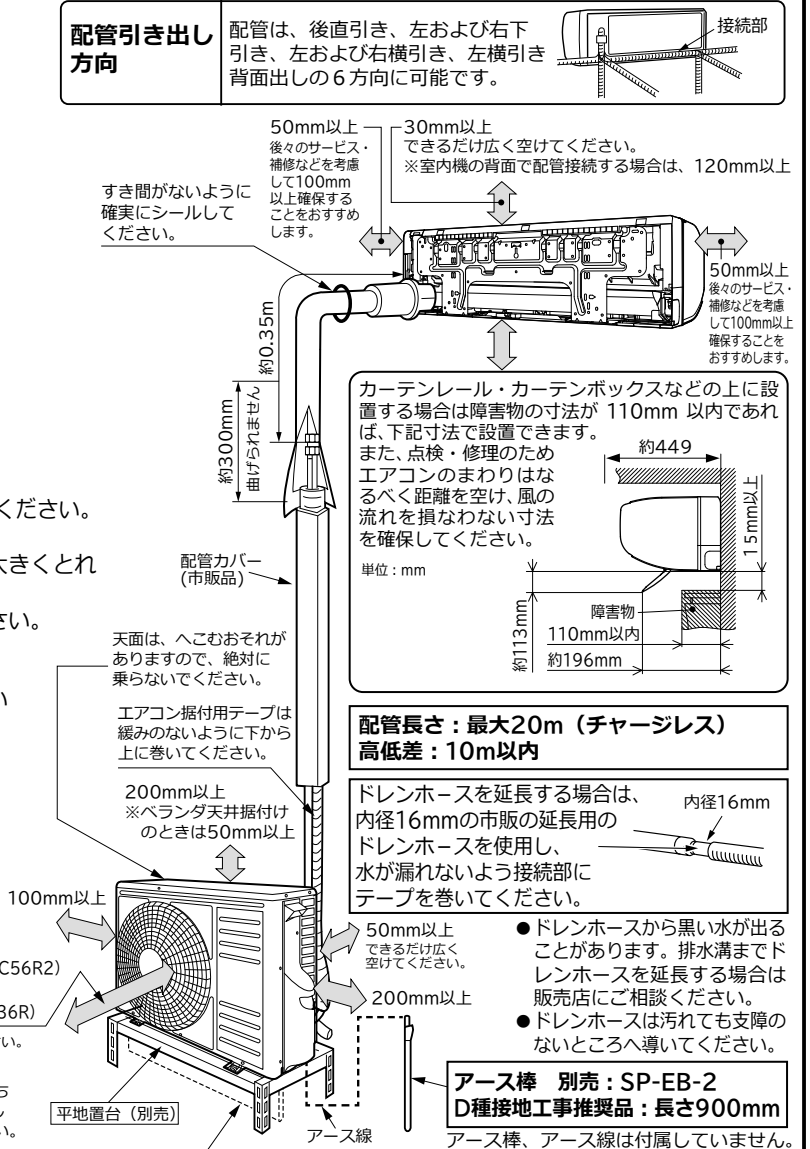 配管引き出し
方向
配管は、後直引き、左および右下
引き、左および右横引き、左横引き
背面出しの６方向に可能です。
接続部
50mm以上
後々のサービス・
補修などを考慮
して100mm
以上確保する
ことをおすすめ
します。
30mm以上
できるだけ広く空けてください。
※室内機の背面で配管接続する場合は、120mm以上
すき間がないように
確実にシールして
ください。
50mm以上
後々のサービス・
補修などを考慮
して100mm以上
確保することを
おすすめします。
約0.35m
約300mm
曲げられません
カーテンレール・カーテンボックスなどの上に設
置する場合は障害物の寸法が 110mm 以内であれ
ば、下記寸法で設置できます。
また、点検・修理のため
エアコンのまわりはな
るべく距離を空け、風の
流れを損なわない寸法
を確保してください。
単位：mm
約449
15mm以上
障害物
110mm以内
約113mm
約196mm
ください。
大きくとれ
さい。
い
配管カバー
(市販品)
天面は、へこむおそれが
ありますので、絶対に
乗らないでください。
エアコン据付用テープは
緩みのないように下から
上に巻いてください。
配管長さ：最大20m（チャージレス）
高低差：10m以内
200mm以上
※ベランダ天井据付け
のときは50mm以上
ドレンホースを延長する場合は、
内径16mmの市販の延長用の
ドレンホースを使用し、
水が漏れないよう接続部に
テープを巻いてください。
内径16mm
100mm以上
50mm以上
できるだけ広く
空けてください。
200mm以上
C56R2）
36R）
い。
●ドレンホースから黒い水が出る
ことがあります。排水溝までド
レンホースを延長する場合は
販売店にご相談ください。
●ドレンホースは汚れても支障の
ないところへ導いてください。
ち
ん
い。
平地置台（別売）
アース線
アース棒　別売：SP-EB-2
D種接地工事推奨品：長さ900mm
アース棒、アース線は付属していません。